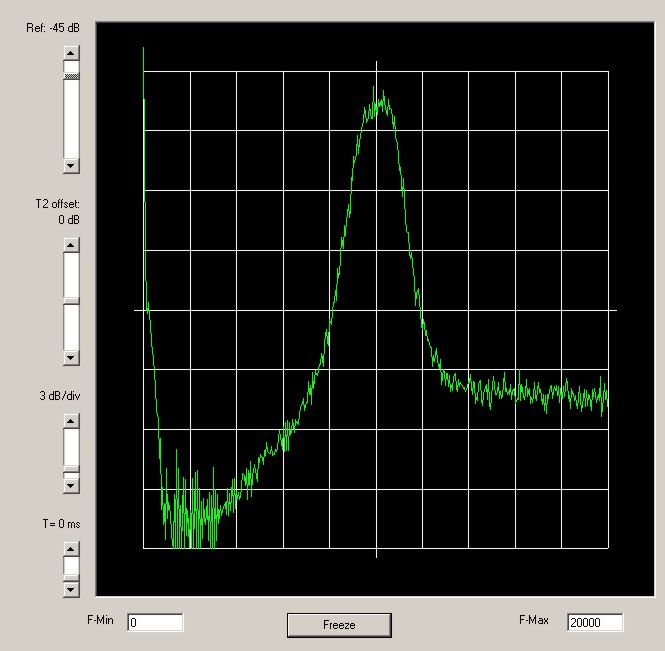 Ref: -45 dB
T2 offset:
0 dB
3 dB/div
T= 0 ms
F-Min 0 Freeze F-Max 20000